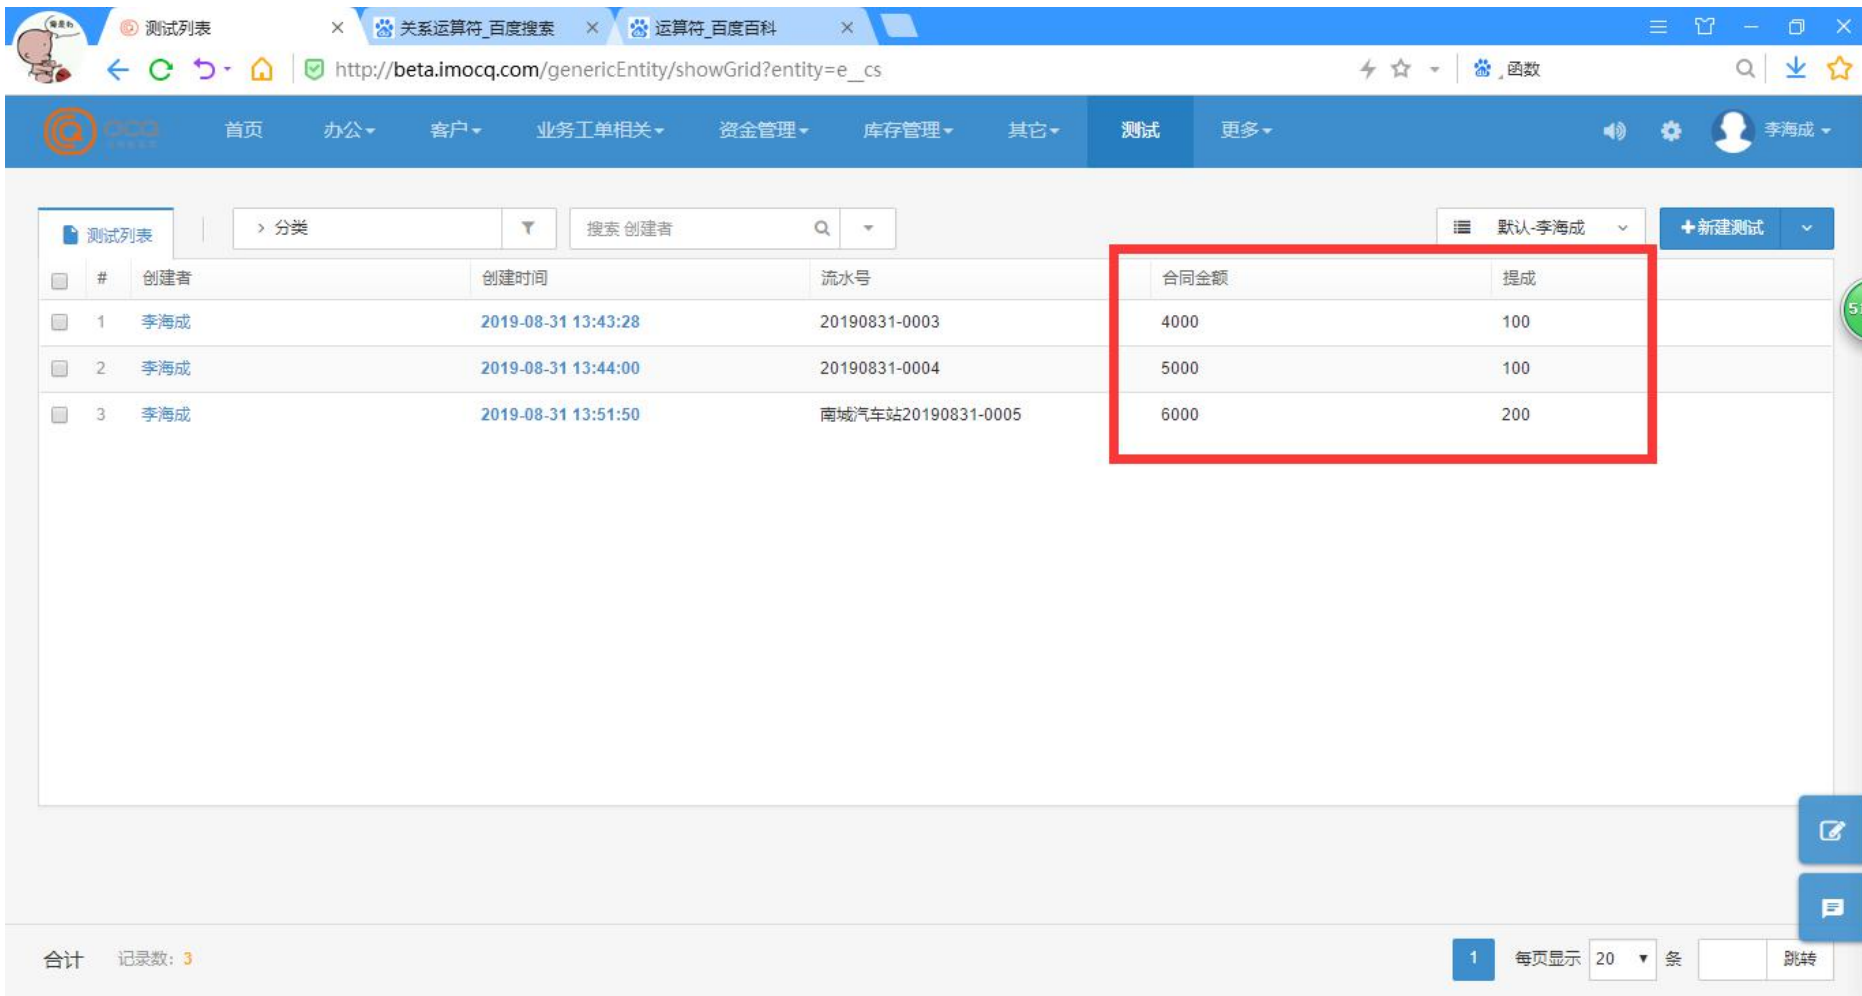 测试列表 关系运算符_百度搜索 运算符_百度百科
http://beta.imocq.com/genericEntity/showGrid?entity=e__cs 函数
OCQ 首页 办公 客户 业务工单相关 资金管理 库存管理 其它 测试 更多 李海成
测试列表 > 分类 搜索 创建者 默认-李海成 +新建测试
# 创建者 创建时间 流水号 合同金额 提成
1 李海成 2019-08-31 13:43:28 20190831-0003 4000 100
2 李海成 2019-08-31 13:44:00 20190831-0004 5000 100
3 李海成 2019-08-31 13:51:50 南城汽车站20190831-0005 6000 200
合计 记录数: 3 1 每页显示 20 条 跳转